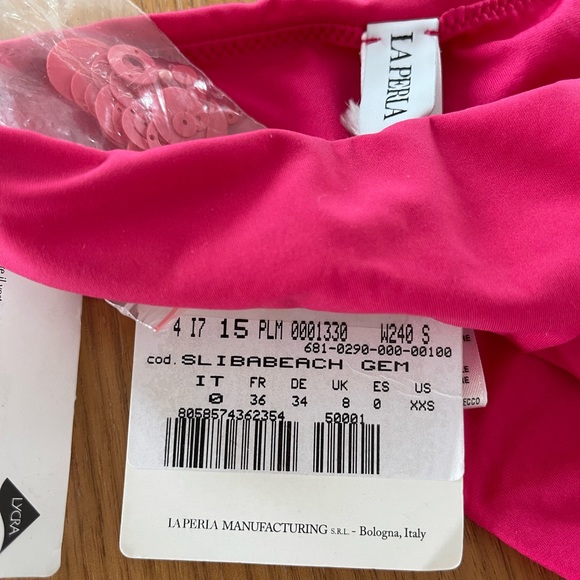 LA PERLA
4 I7 15 PLM 0001330 W240 S
681-0290-000-00100
cod. SLIBABEACH GEM
IT FR DE UK ES US
0 36 34 8 0 XXS
8058574362354 50001
LA PERLA MANUFACTURING S.R.L. - Bologna, Italy
LYCRA